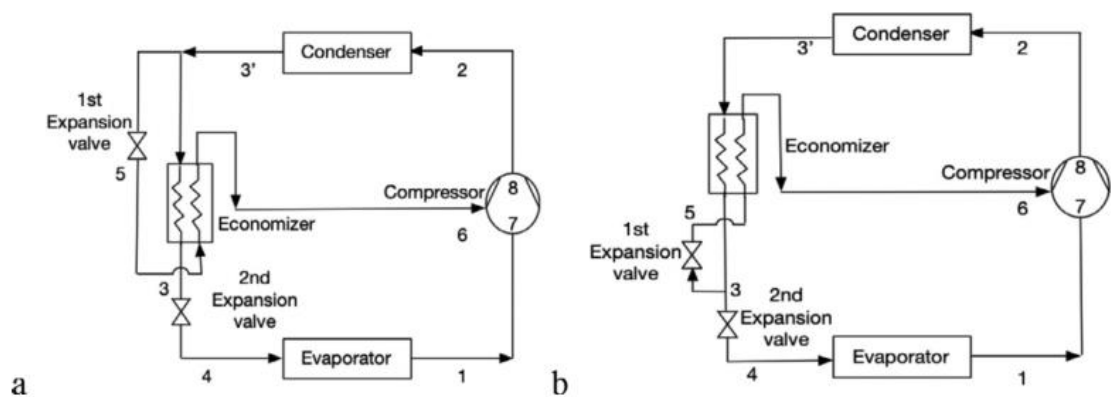 Condenser
3'
2
1st
Expansion
valve
5
Economizer
Compressor
8
7
6
3
2nd
Expansion
valve
Evaporator
4
1
a
Condenser
3'
2
Economizer
Compressor
8
7
6
5
1st
Expansion
valve
3
2nd
Expansion
valve
Evaporator
4
1
b